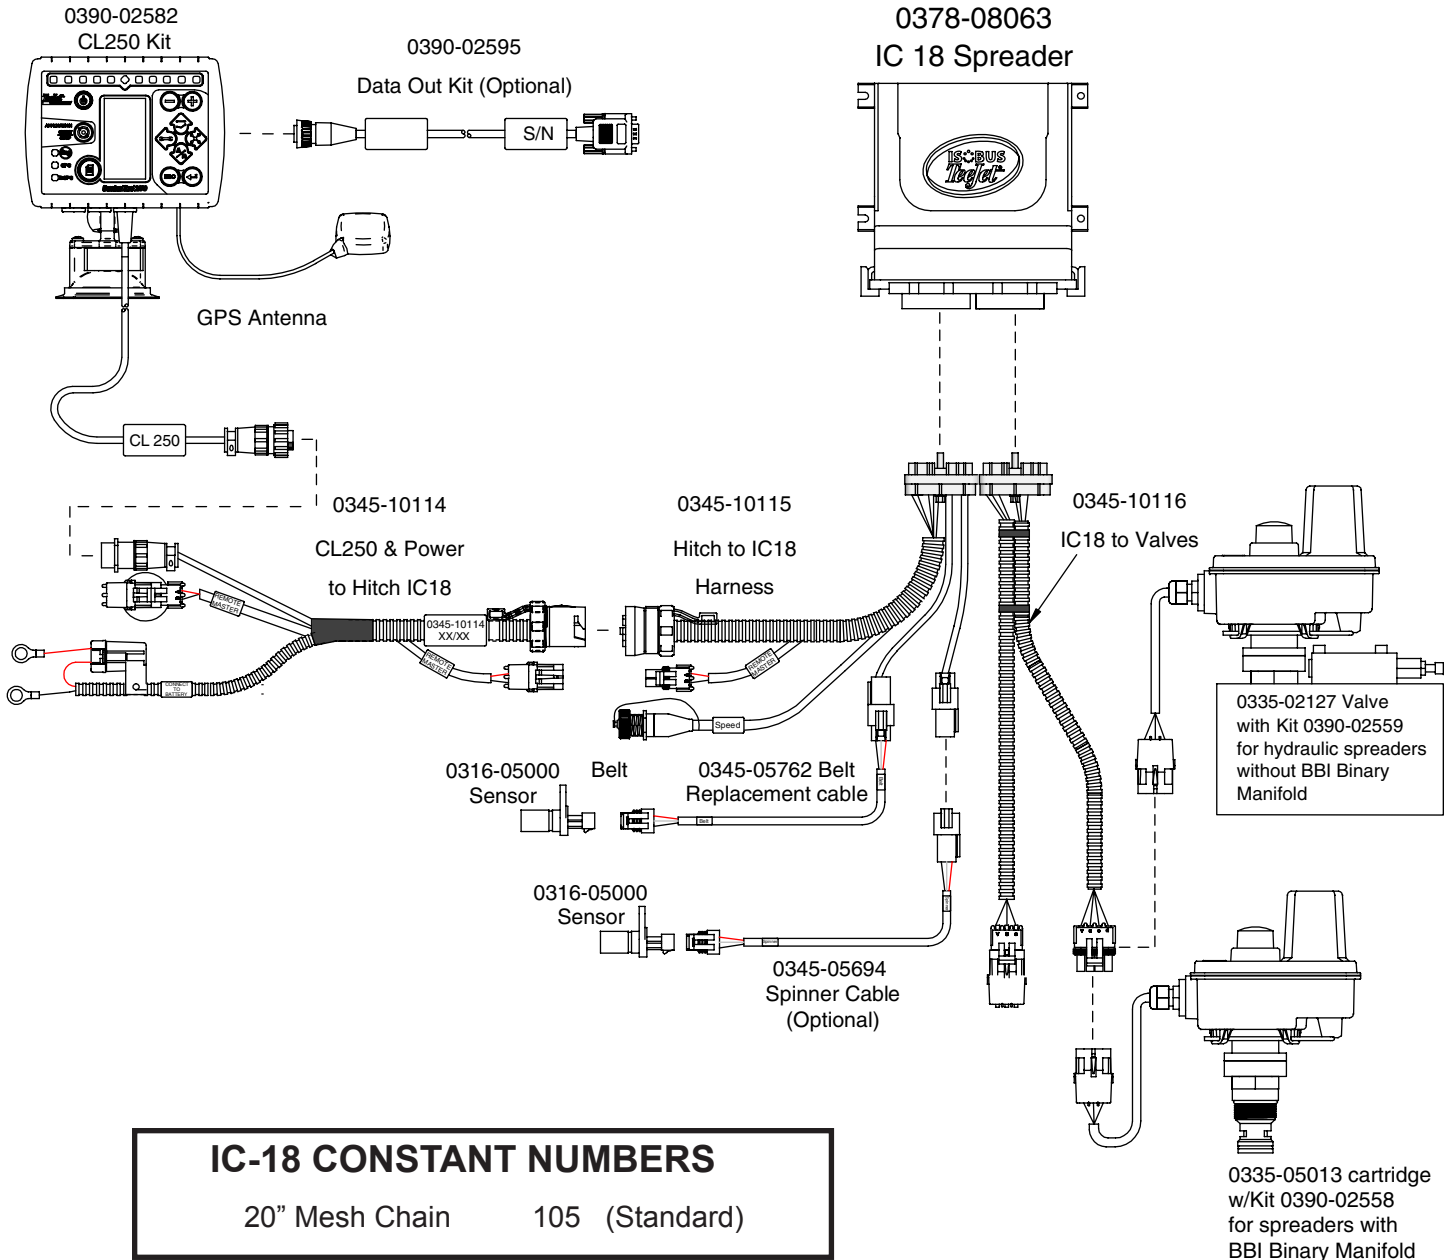 0390-02582
CL250 Kit
0390-02595
Data Out Kit (Optional)
S/N
0378-08063
IC 18 Spreader
ISOBUS
TeeJet
GPS Antenna
CL 250
0345-10114
CL250 & Power
to Hitch IC18
REMOTE
MASTER
0345-10114
XX/XX
REMOTE
MASTER
CONNECT
TO
BATTERY
0345-10115
Hitch to IC18
Harness
REMOTE
MASTER
Speed
0345-10116
IC18 to Valves
0335-02127 Valve
with Kit 0390-02559
for hydraulic spreaders
without BBI Binary
Manifold
0316-05000
Sensor
Belt
0345-05762 Belt
Replacement cable
Belt
0316-05000
Sensor
0345-05694
Spinner Cable
(Optional)
0335-05013 cartridge
w/Kit 0390-02558
for spreaders with
BBI Binary Manifold
IC-18 CONSTANT NUMBERS
20” Mesh Chain 105 (Standard)